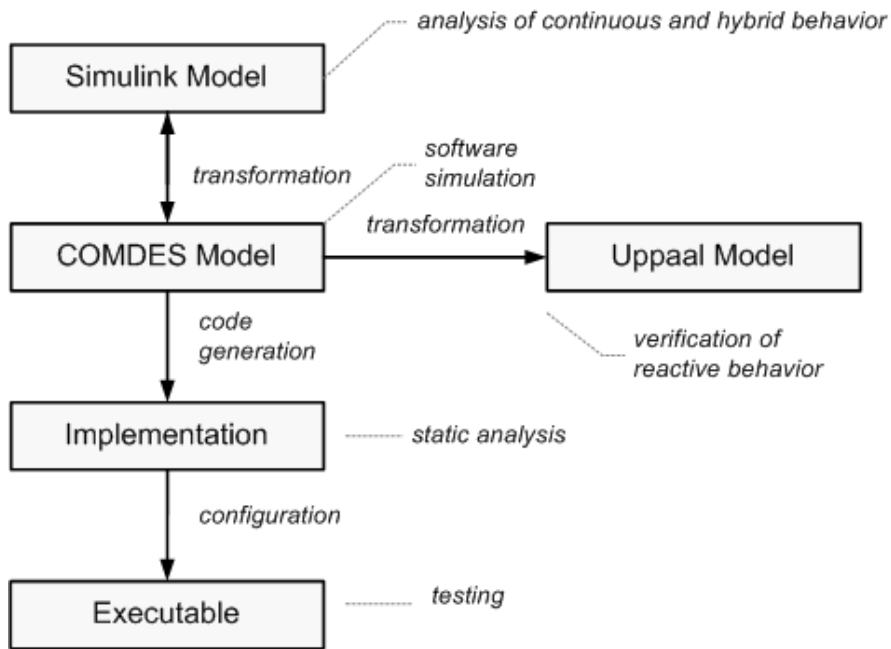 analysis of continuous and hybrid behavior
Simulink Model
transformation
software
simulation
transformation
COMDES Model
Uppaal Model
code
generation
verification of
reactive behavior
Implementation
static analysis
configuration
Executable
testing